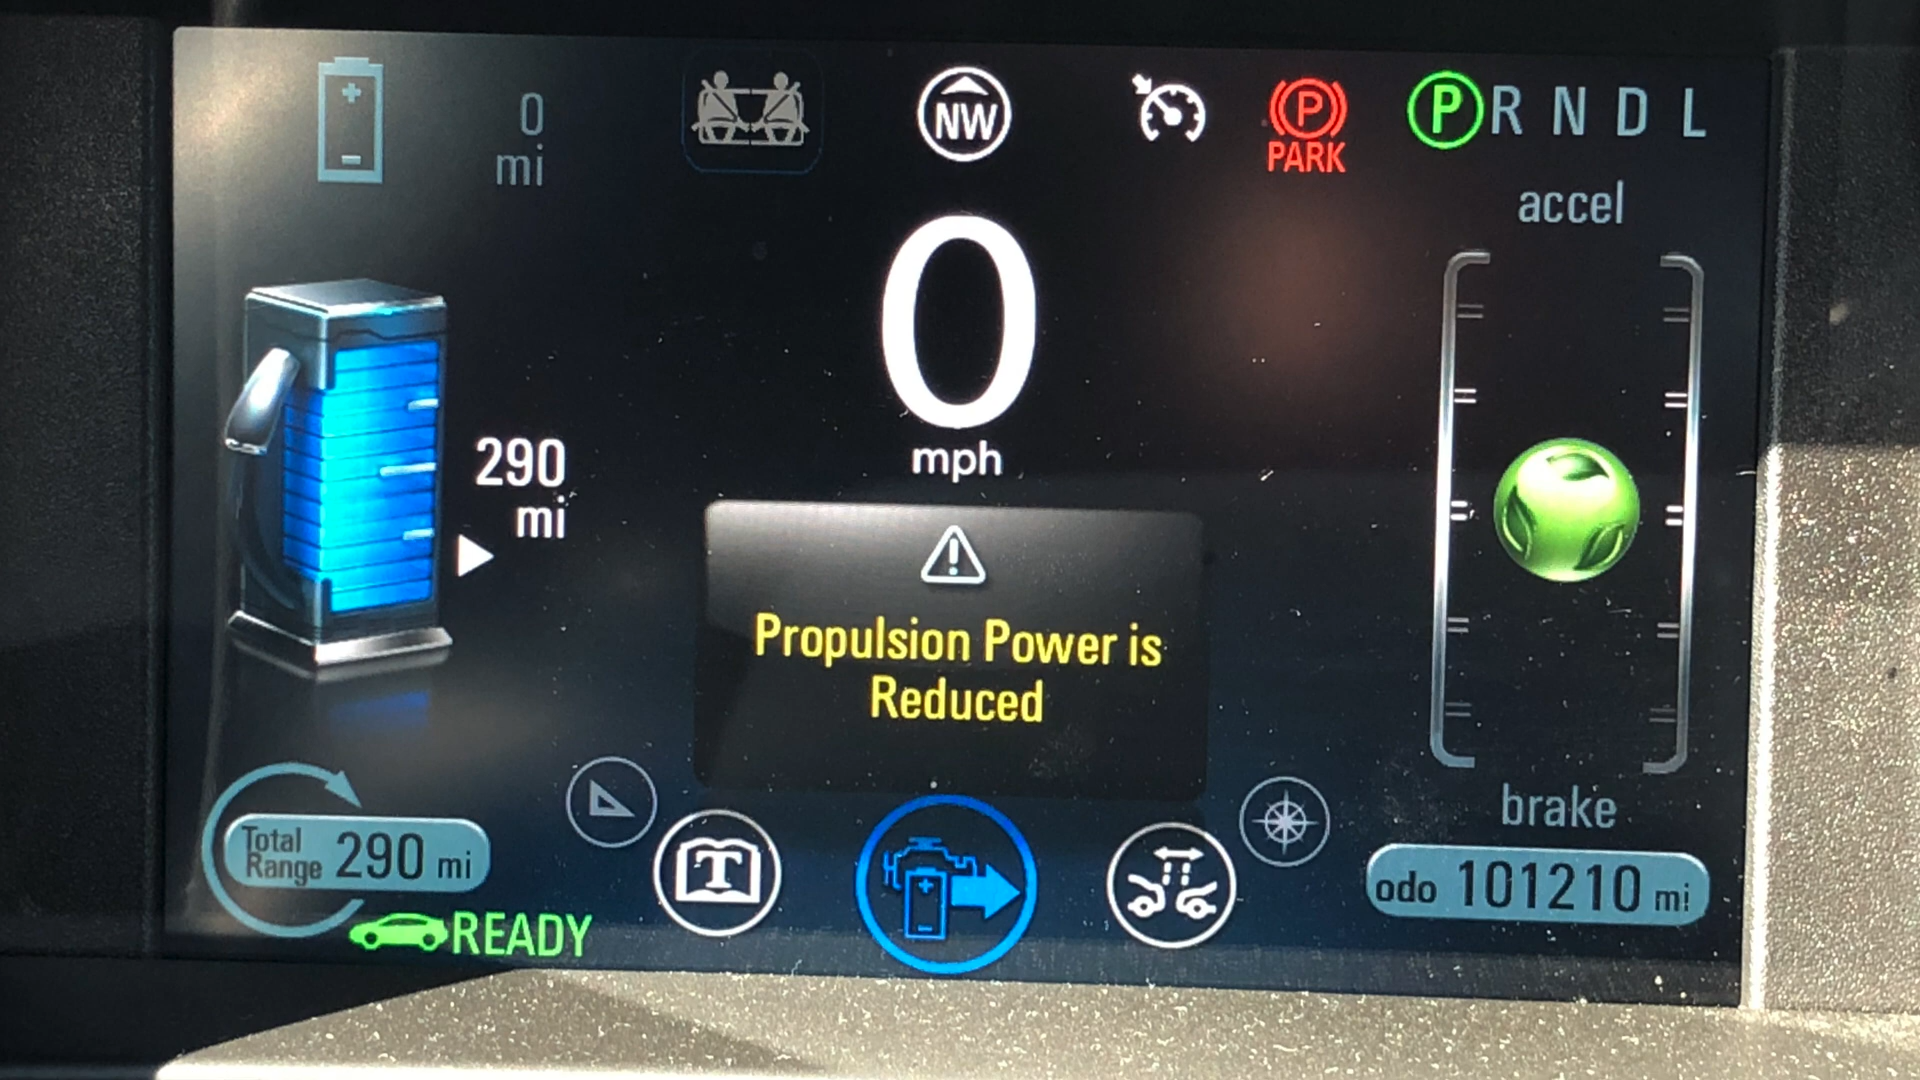 0
mi
NW
P
PARK
P R N D L
accel
0
mph
290
mi
Propulsion Power is
Reduced
T
brake
Total
Range 290 mi
odo 101210 mi
READY